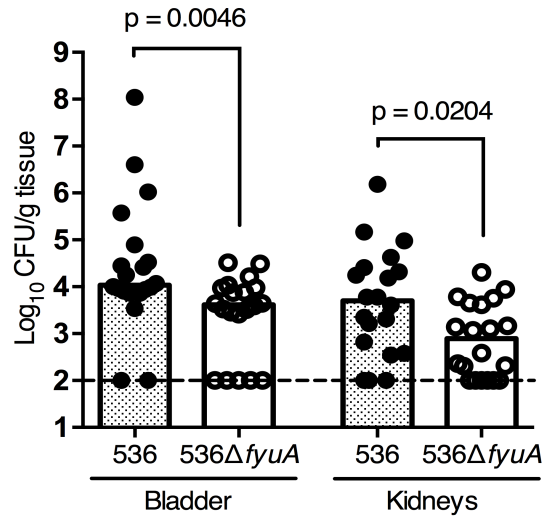 p = 0.0046
p = 0.0204
Log10 CFU/g tissue
9
8
7
6
5
4
3
2
1
536 536ΔfyuA 536 536ΔfyuA
Bladder Kidneys